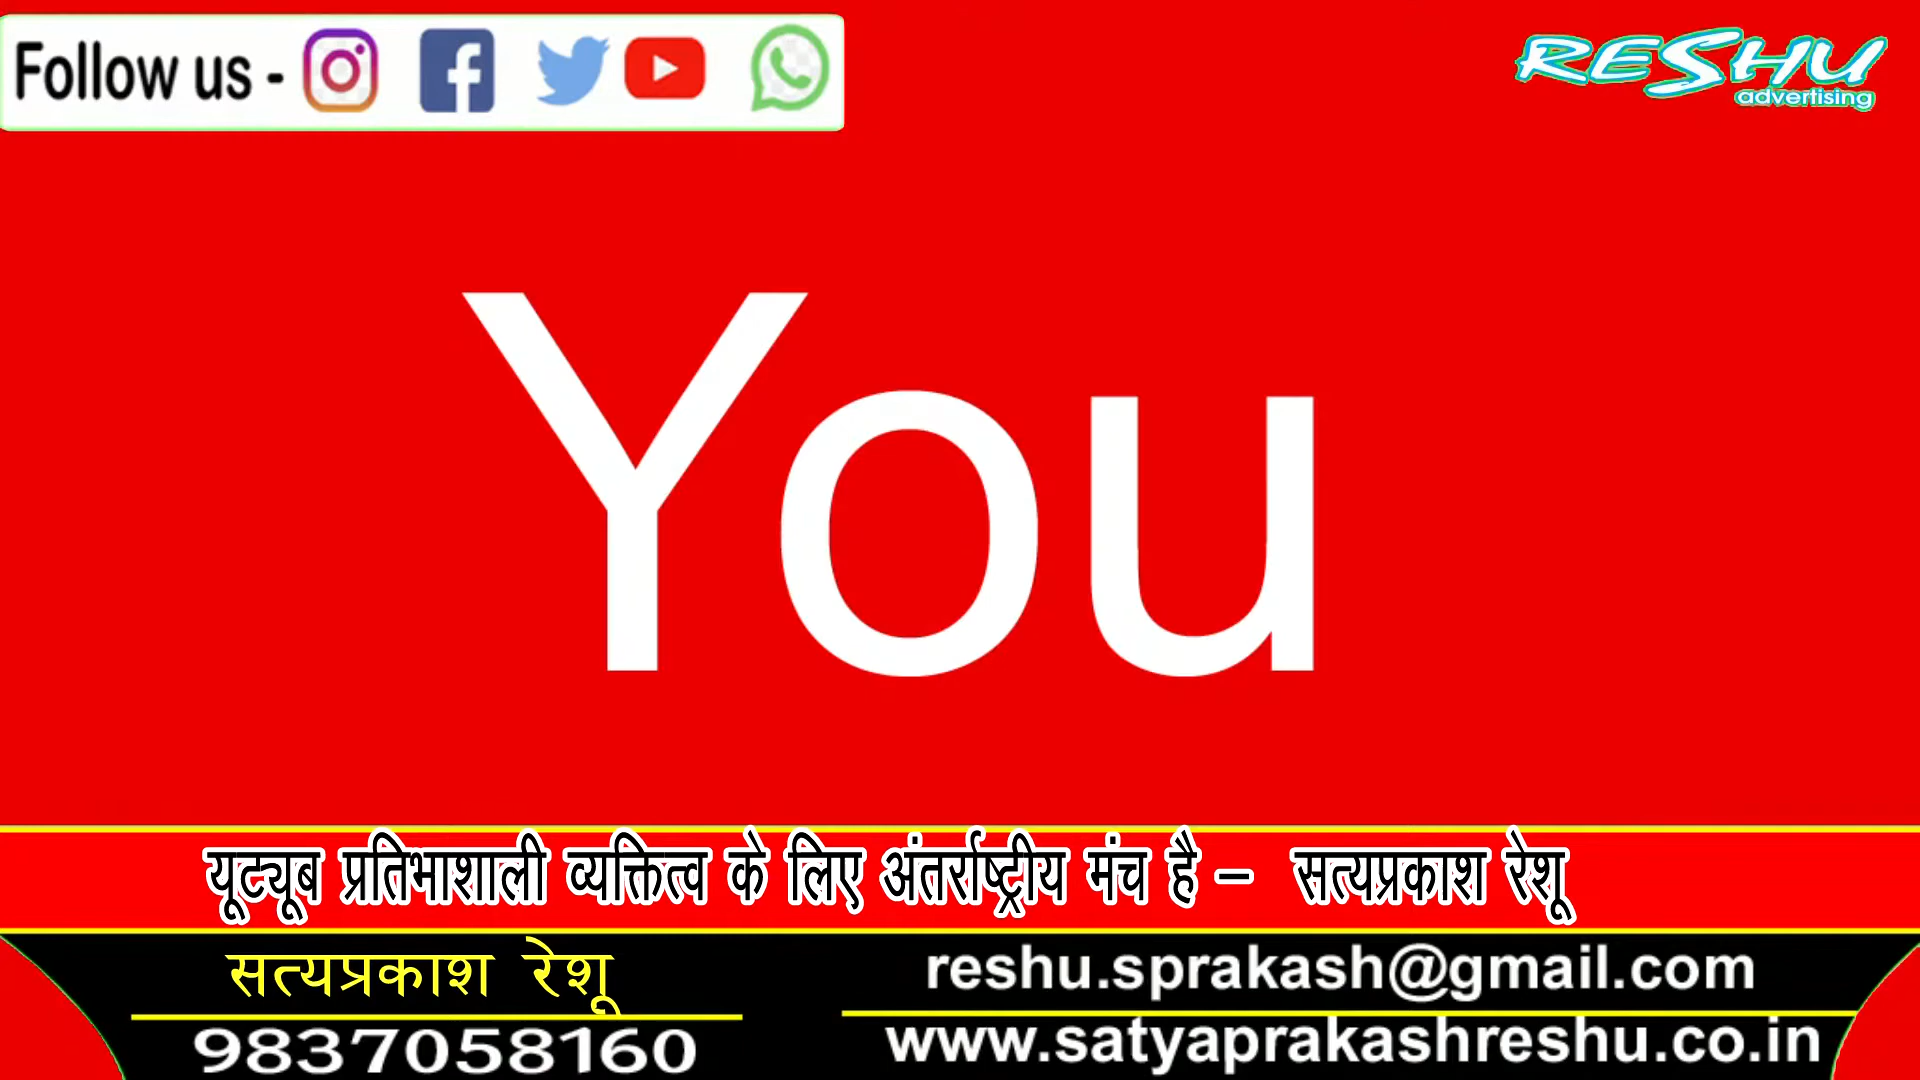 Follow us -
RESHU
advertising
You
यूट्यूब प्रतिभाशाली व्यक्तित्व के लिए अंतर्राष्ट्रीय मंच है – सत्यप्रकाश रेशू
सत्यप्रकाश रेशू
9837058160
reshu.sprakash@gmail.com
www.satyaprakashreshu.co.in